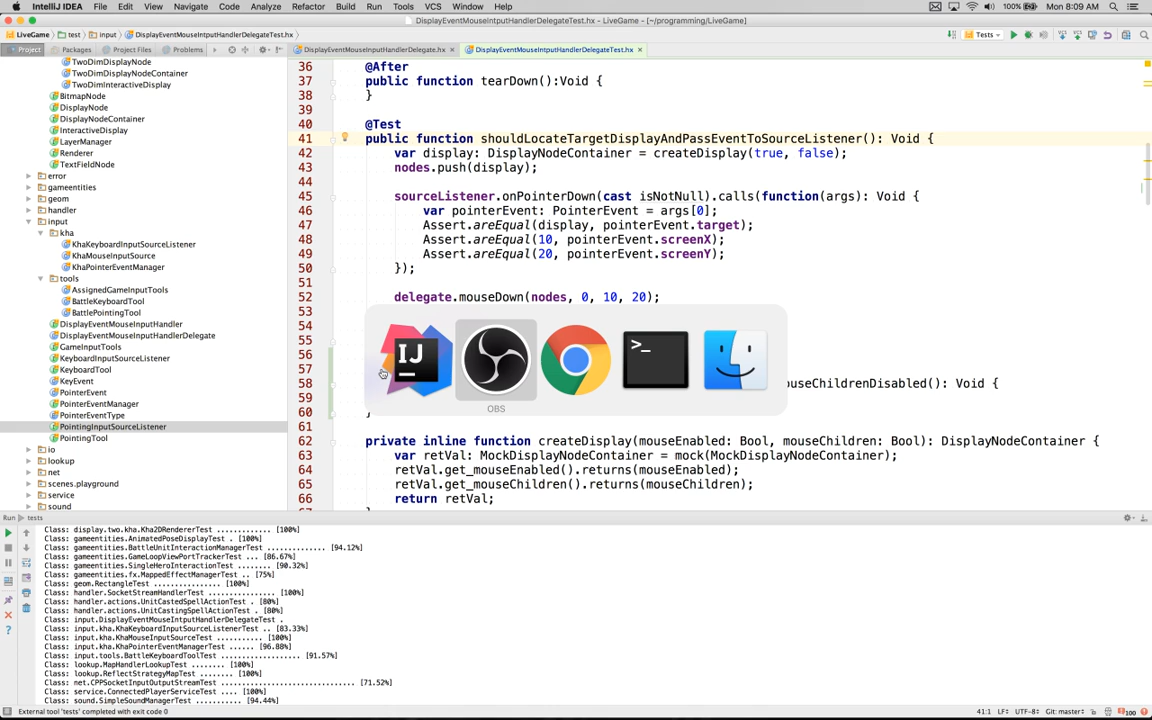 IntelliJ IDEA File Edit View Navigate Code Analyze Refactor Build Run Tools VCS Window Help 100% Mon 8:09 AM
DisplayEventMouseInputHandlerDelegateTest.hx - LiveGame - [~/programming/LiveGame]
LiveGame test input DisplayEventMouseIntputHandlerDelegateTest.hx Tests
Project Packages Project Files Problems DisplayEventMouseInputHandlerDelegate.hx DisplayEventMouseIntputHandlerDelegateTest.hx
TwoDimDisplayNode
TwoDimDisplayNodeContainer
TwoDimInteractiveDisplay
BitmapNode
DisplayNode
DisplayNodeContainer
InteractiveDisplay
LayerManager
Renderer
TextFieldNode
error
gameentities
geom
handler
input
kha
KhaKeyboardInputSourceListener
KhaMouseInputSource
KhaPointerEventManager
tools
AssignedGameInputTools
BattleKeyboardTool
BattlePointingTool
DisplayEventMouseInputHandler
DisplayEventMouseInputHandlerDelegate
GameInputTools
KeyboardInputSourceListener
KeyboardTool
KeyEvent
PointerEvent
PointerEventManager
PointerEventType
PointingInputSourceListener
PointingTool
io
lookup
net
scenes.playground
service
sound
36 @After
37 public function tearDown():Void {
38 }
39
40 @Test
41 public function shouldLocateTargetDisplayAndPassEventToSourceListener(): Void {
42 var display: DisplayNodeContainer = createDisplay(true, false);
43 nodes.push(display);
44
45 sourceListener.onPointerDown(cast isNotNull).calls(function(args): Void {
46 var pointerEvent: PointerEvent = args[0];
47 Assert.areEqual(display, pointerEvent.target);
48 Assert.areEqual(10, pointerEvent.screenX);
49 Assert.areEqual(20, pointerEvent.screenY);
50 });
51
52 delegate.mouseDown(nodes, 0, 10, 20);
53
54
55
56
57
58 ouseChildrenDisabled(): Void {
59
60 }
61
62 private inline function createDisplay(mouseEnabled: Bool, mouseChildren: Bool): DisplayNodeContainer {
63 var retVal: MockDisplayNodeContainer = mock(MockDisplayNodeContainer);
64 retVal.get_mouseEnabled().returns(mouseEnabled);
65 retVal.get_mouseChildren().returns(mouseChildren);
66 return retVal;
IJ
>_
OBS
Run tests
Class: display.two.kha.Kha2DRendererTest ............. [100%]
Class: gameentities.AnimatedPoseDisplayTest . [100%]
Class: gameentities.BattleUnitInteractionManagerTest .............. [94.12%]
Class: gameentities.GameLoopViewPortTrackerTest ... [86.67%]
Class: gameentities.SingleHeroInteractionTest ....... [90.32%]
Class: gameentities.fx.MappedEffectManagerTest .. [75%]
Class: geom.RectangleTest ................ [100%]
Class: handler.SocketStreamHandlerTest ......... [100%]
Class: handler.actions.UnitCastedSpellActionTest . [80%]
Class: handler.actions.UnitCastingSpellActionTest . [80%]
Class: input.DisplayEventMouseIntputHandlerDelegateTest .
Class: input.kha.KhaKeyboardInputSourceListenerTest .. [83.33%]
Class: input.kha.KhaMouseInputSourceTest ........... [100%]
Class: input.kha.KhaPointerEventManagerTest ...... [96.88%]
Class: input.tools.BattleKeyboardToolTest .................... [91.57%]
Class: lookup.MapHandlerLookupTest ........ [100%]
Class: lookup.ReflectStrategyMapTest ....... [100%]
Class: net.CPPSocketInputOutputStreamTest ................................ [71.52%]
Class: service.ConnectedPlayerServiceTest .... [100%]
Class: sound.SimpleSoundManagerTest ........... [94.44%]
External tool 'tests' completed with exit code 0 41:1 LF÷ UTF-8÷ Git: master÷ 100